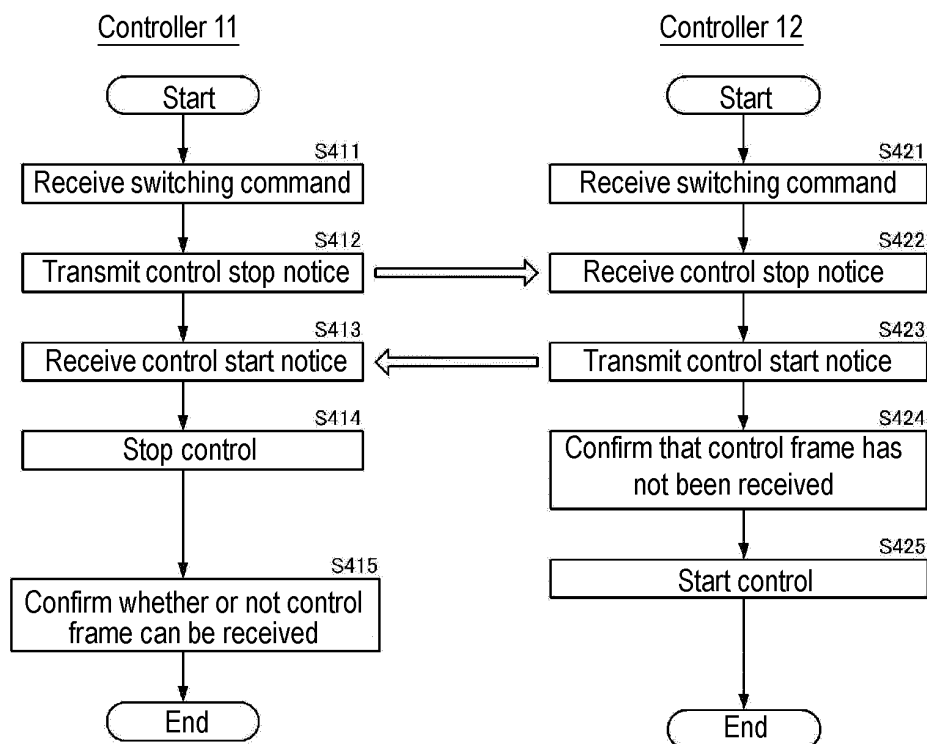 Controller 11
Start
S411
Receive switching command
S412
Transmit control stop notice
S413
Receive control start notice
S414
Stop control
S415
Confirm whether or not control
frame can be received
End
Controller 12
Start
S421
Receive switching command
S422
Receive control stop notice
S423
Transmit control start notice
S424
Confirm that control frame has
not been received
S425
Start control
End